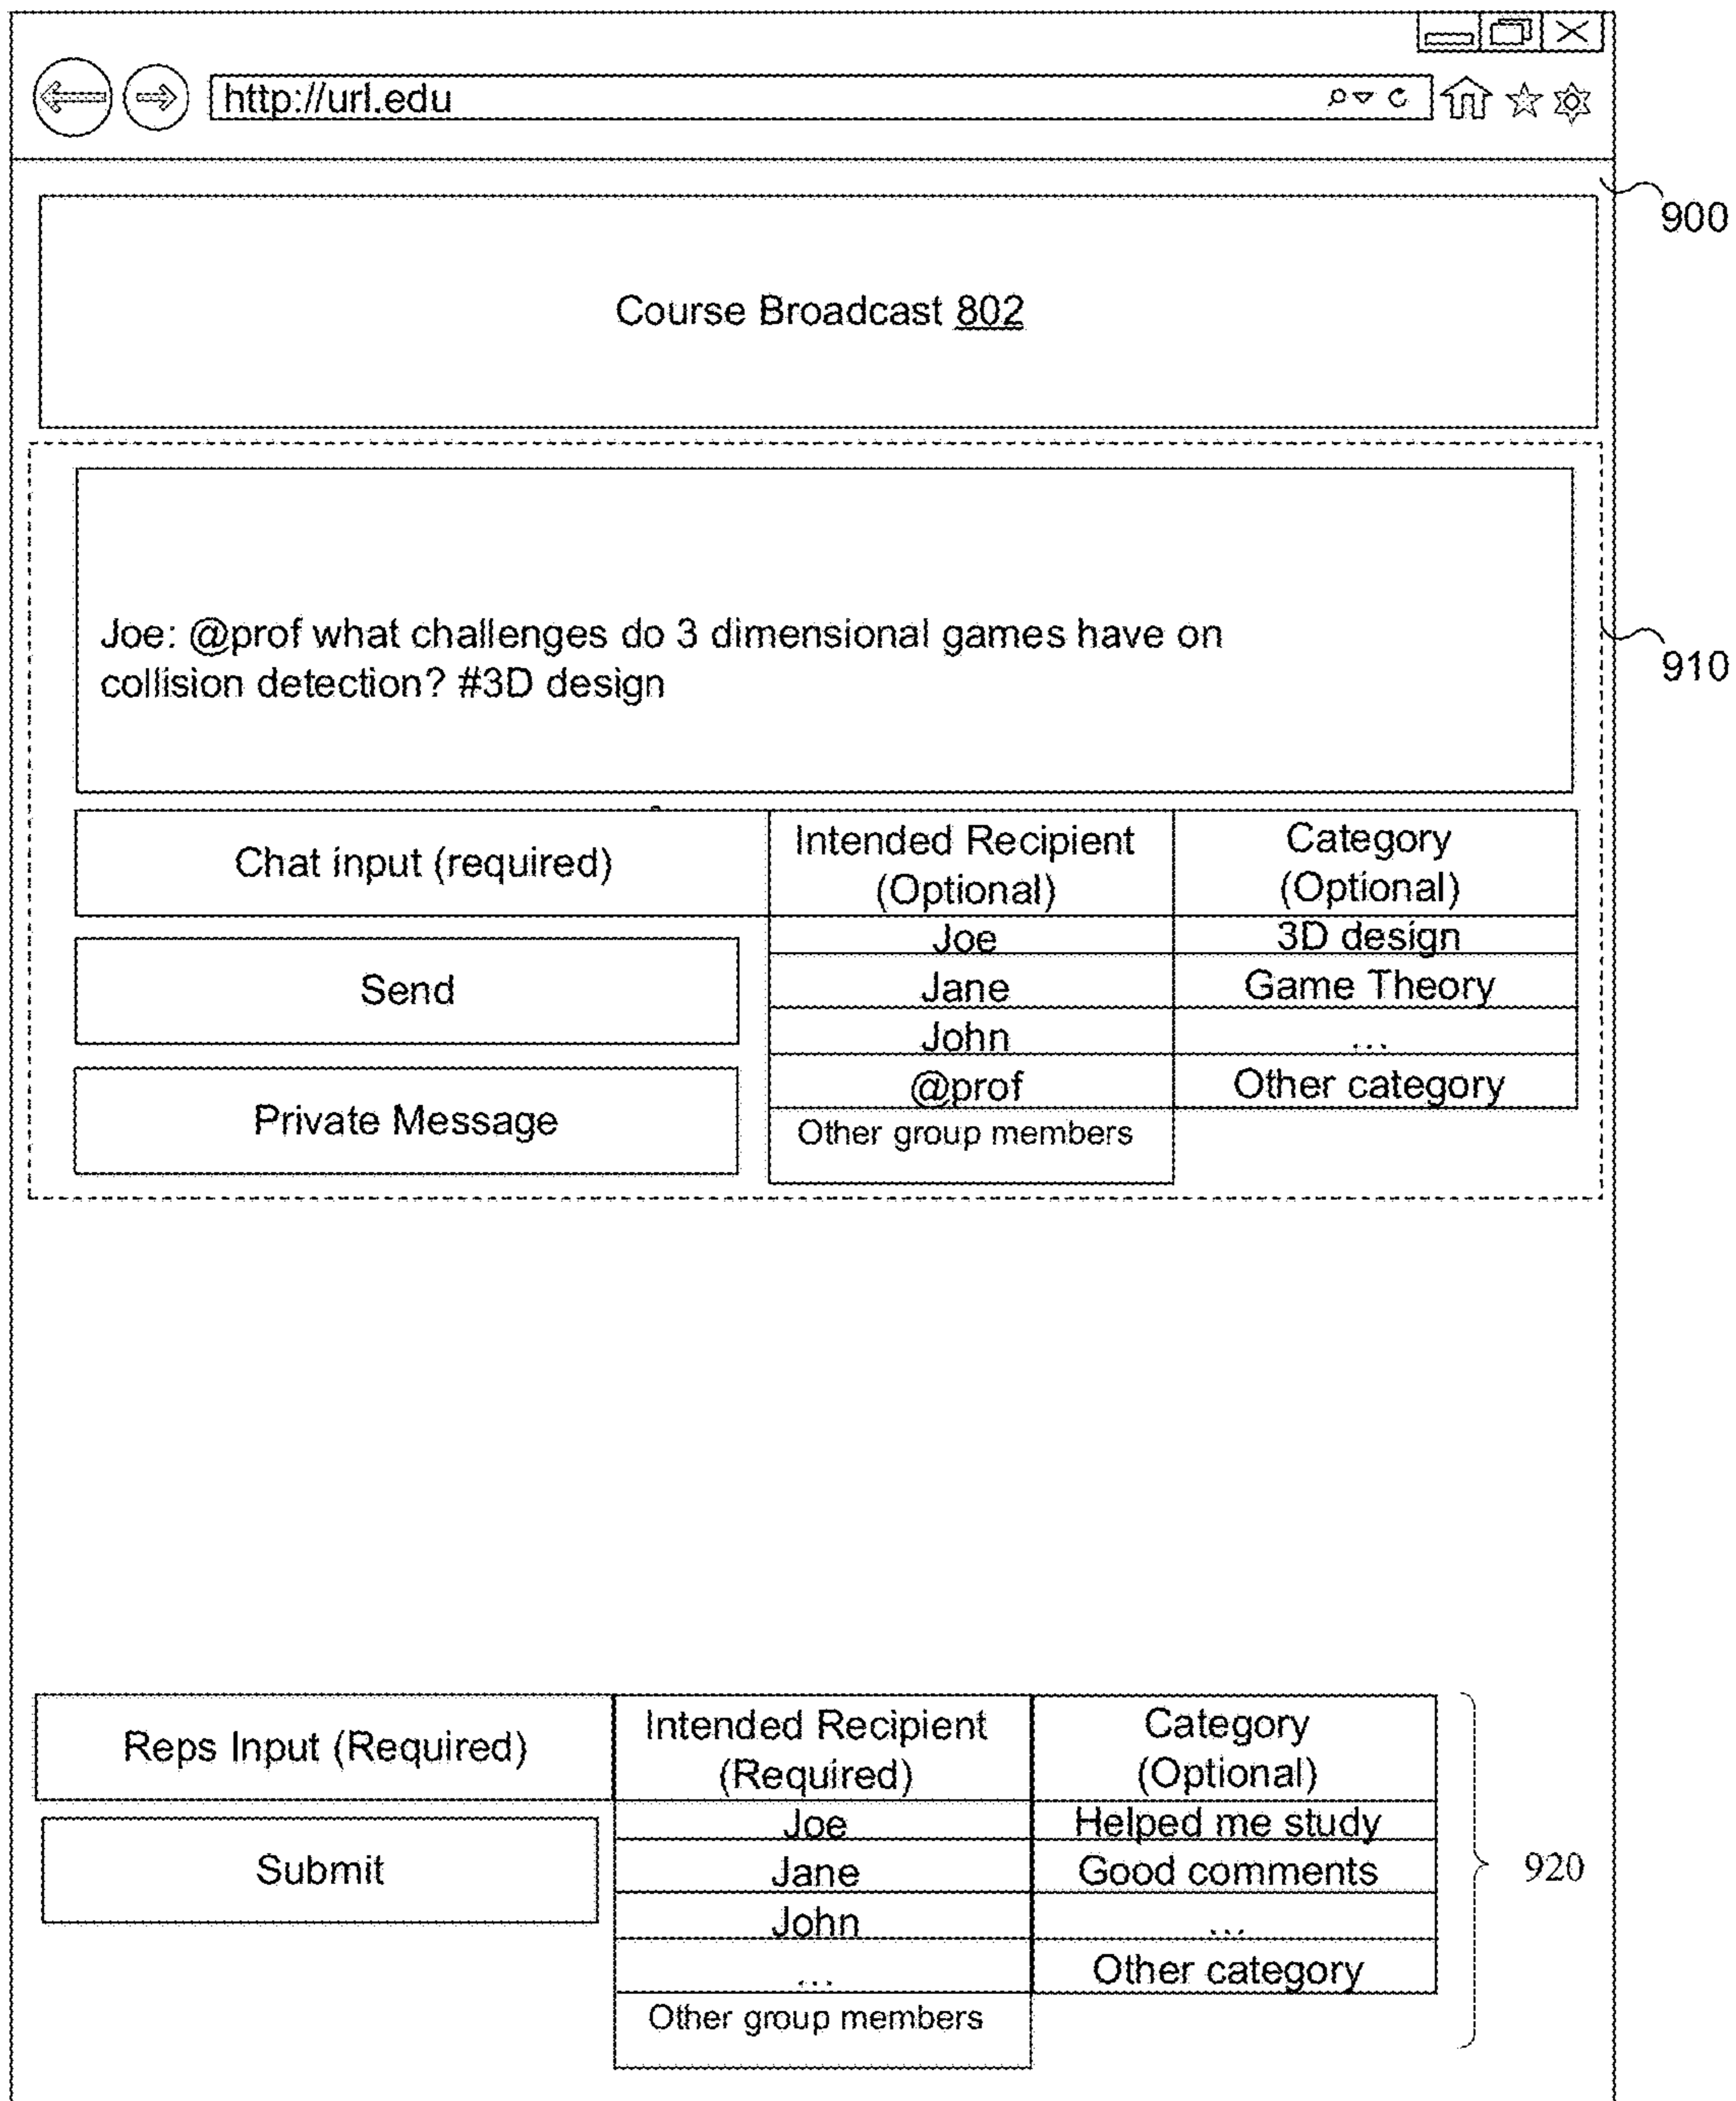 http://url.edu
900
Course Broadcast 802
Joe: @prof what challenges do 3 dimensional games have on
collision detection? #3D design
910
Chat input (required)
Intended Recipient
(Optional)
Category
(Optional)
Joe
3D design
Send
Jane
Game Theory
John
...
@prof
Other category
Private Message
Other group members
Reps Input (Required)
Intended Recipient
(Required)
Category
(Optional)
Joe
Helped me study
Submit
Jane
Good comments
920
John
...
...
Other category
Other group members